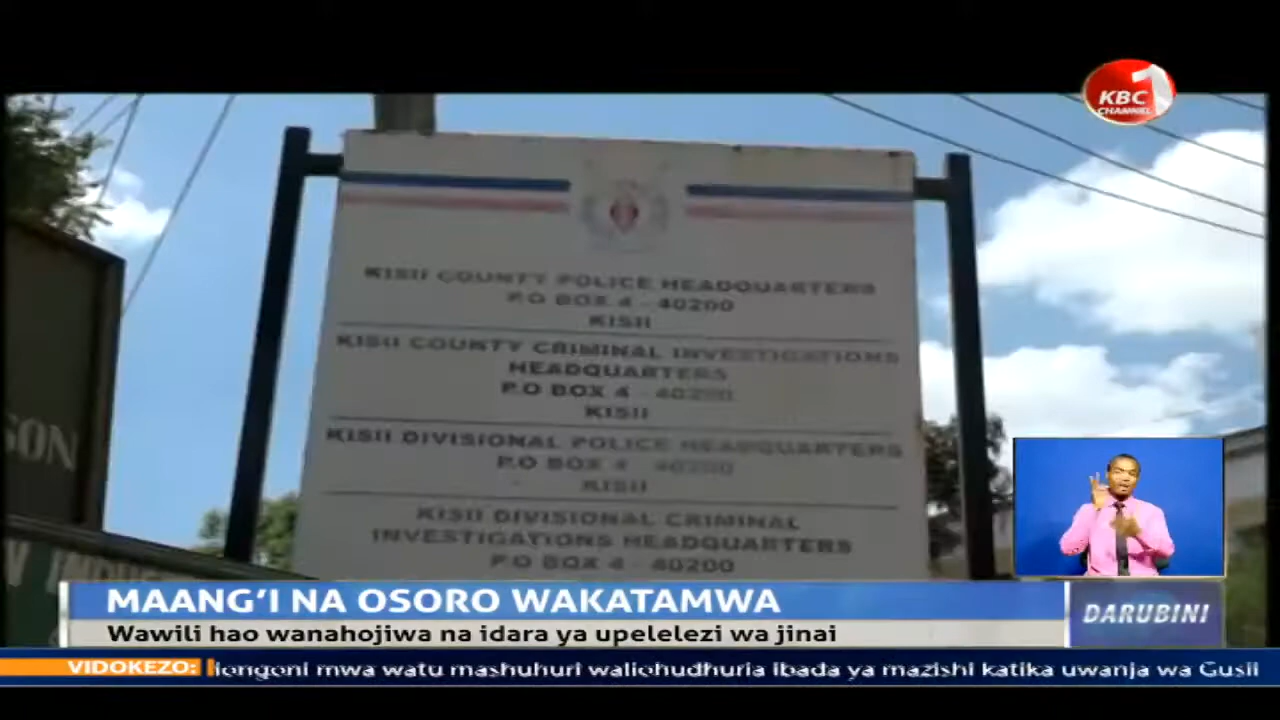 KBC 1
CHANNEL
KISII COUNTY POLICE HEADQUARTERS
P.O BOX 4 - 40200
KISII
KISII COUNTY CRIMINAL INVESTIGATIONS
HEADQUARTERS
P.O BOX 4 - 40200
KISII
KISII DIVISIONAL POLICE HEADQUARTERS
P.O BOX 4 - 40200
KISII
KISII DIVISIONAL CRIMINAL
INVESTIGATIONS HEADQUARTERS
P.O BOX 4 - 40200
SON
MAANG'I NA OSORO WAKATAMWA
Wawili hao wanahojiwa na idara ya upelelezi wa jinai
DARUBINI
VIDOKEZO: mwa watu mashuhuri waliohudhuria ibada ya mazishi katika uwanja wa Gusii